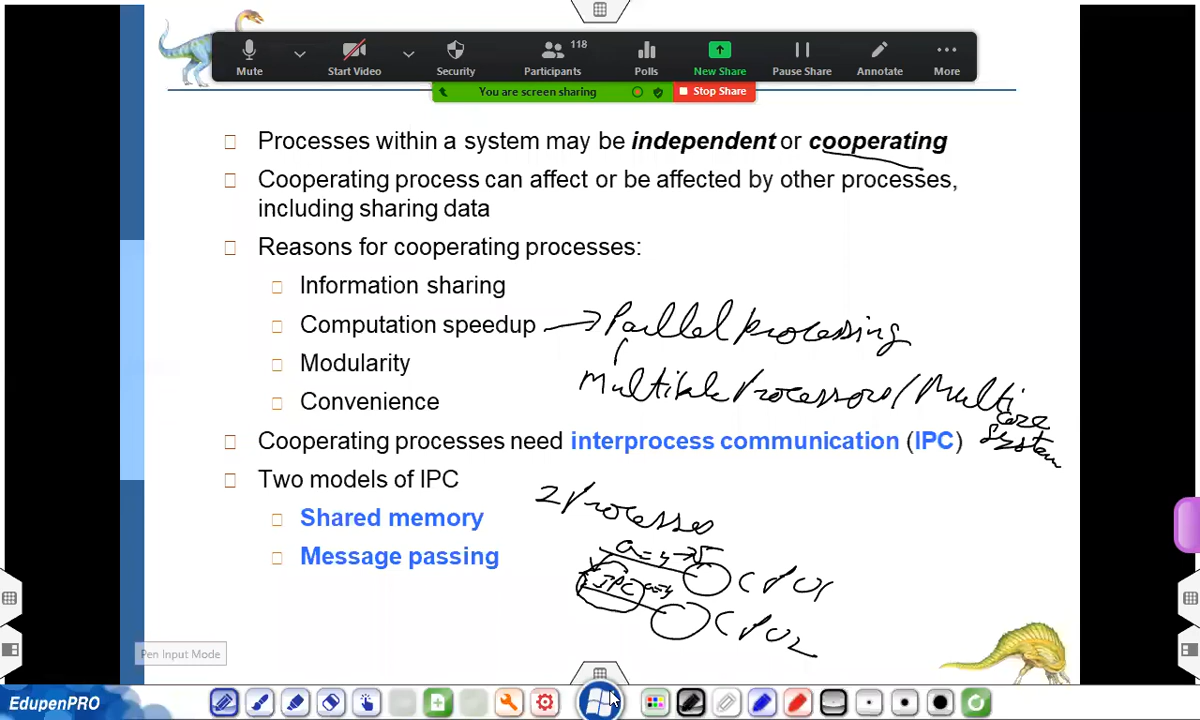 118
Mute
Start Video
Security
Participants
Polls
New Share
Pause Share
Annotate
More
You are screen sharing
Stop Share
Processes within a system may be independent or cooperating
Cooperating process can affect or be affected by other processes,
including sharing data
Reasons for cooperating processes:
Information sharing
Computation speedup → Parallel processing
Modularity
Multiple Processors/Multi
core
system
Convenience
Cooperating processes need interprocess communication (IPC)
Two models of IPC
2 Processes
Shared memory
Message passing
IPC
CPU1
CPU2
Pen Input Mode
EdupenPRO